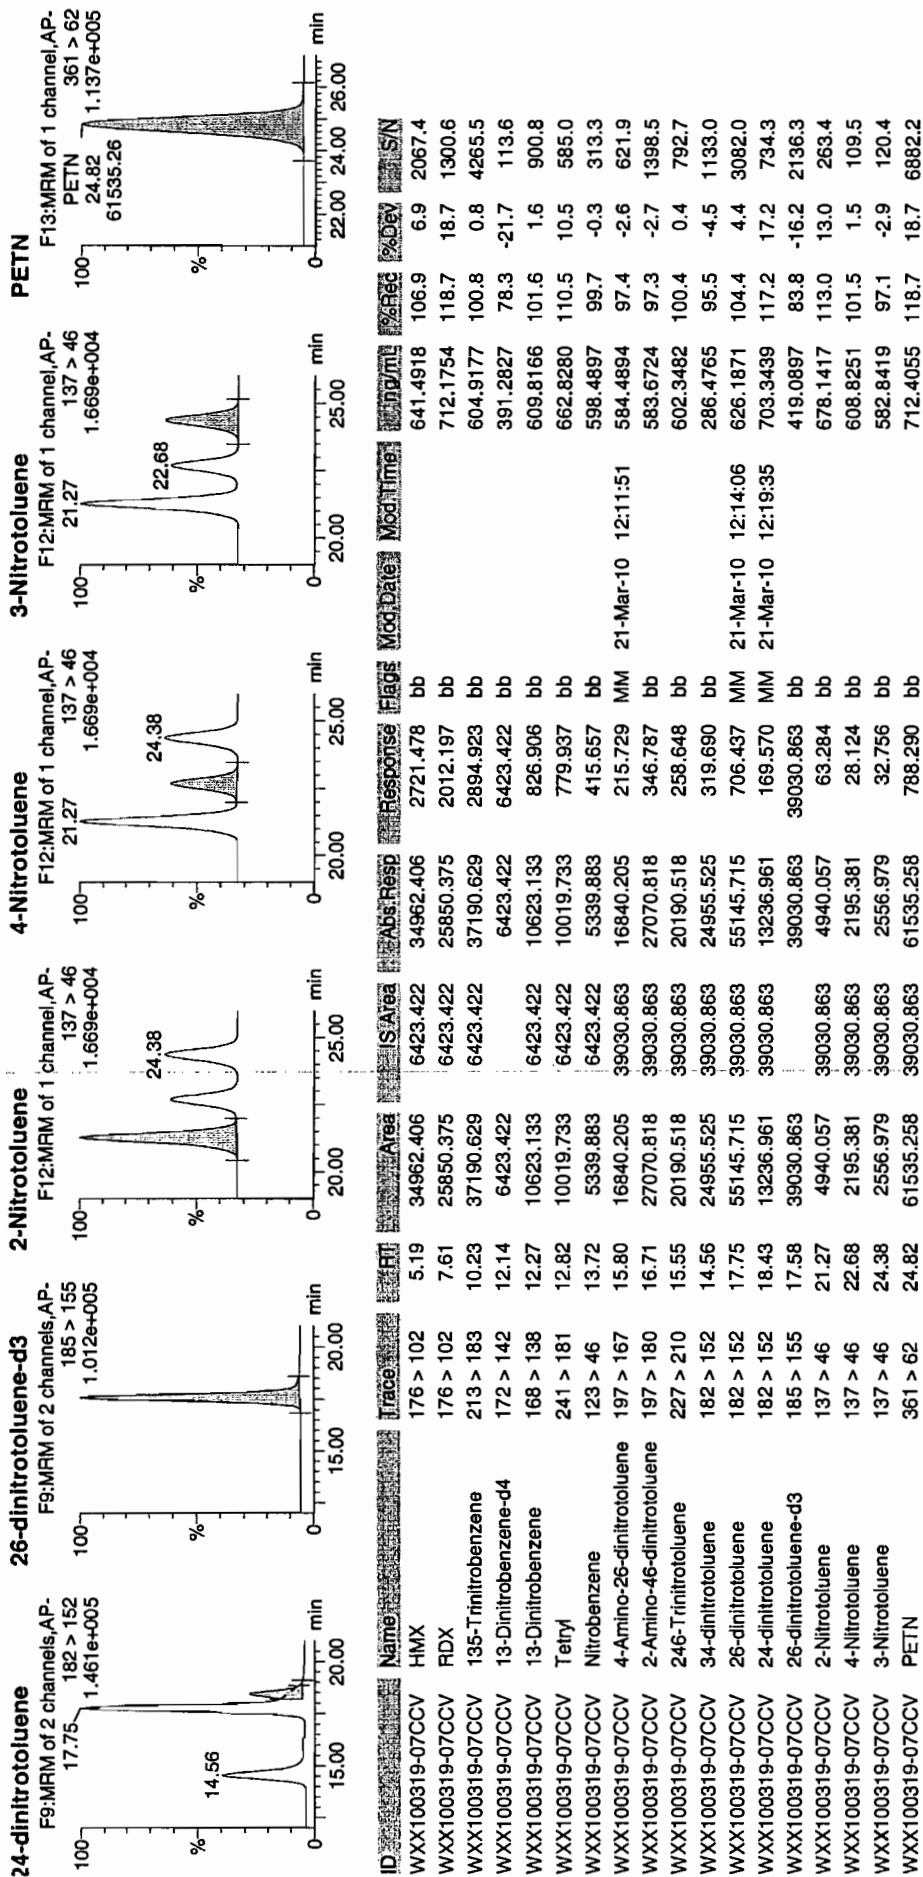 24-dinitrotoluene
F9:MRM of 2 channels,AP-
182 > 152
1.461e+005
100
17.75
14.56
%
0
15.00 20.00 min
26-dinitrotoluene-d3
F9:MRM of 2 channels,AP-
185 > 155
1.012e+005
100
%
0
15.00 20.00 min
2-Nitrotoluene
F12:MRM of 1 channel,AP-
137 > 46
1.669e+004
100
24.38
%
0
20.00 25.00 min
4-Nitrotoluene
F12:MRM of 1 channel,AP-
21.27 137 > 46
1.669e+004
100
24.38
%
0
20.00 25.00 min
3-Nitrotoluene
F12:MRM of 1 channel,AP-
21.27 137 > 46
1.669e+004
100
22.68
%
0
20.00 25.00 min
PETN
F13:MRM of 1 channel,AP-
PETN 361 > 62
24.82 1.137e+005
61535.26
100
%
0
22.00 24.00 26.00 min
ID Name Trace RT Area IS Area Abs.Resp Response Flags Mod.Date Mod.Time ng/mL %Rec %Dev S/N
WXX100319-07CCV HMX 176 > 102 5.19 34962.406 6423.422 34962.406 2721.478 bb 641.4918 106.9 6.9 2067.4
WXX100319-07CCV RDX 176 > 102 7.61 25850.375 6423.422 25850.375 2012.197 bb 712.1754 118.7 18.7 1300.6
WXX100319-07CCV 135-Trinitrobenzene 213 > 183 10.23 37190.629 6423.422 37190.629 2894.923 bb 604.9177 100.8 0.8 4265.5
WXX100319-07CCV 13-Dinitrobenzene-d4 172 > 142 12.14 6423.422 6423.422 6423.422 bb 391.2827 78.3 -21.7 113.6
WXX100319-07CCV 13-Dinitrobenzene 168 > 138 12.27 10623.133 6423.422 10623.133 826.906 bb 609.8166 101.6 1.6 900.8
WXX100319-07CCV Tetryl 241 > 181 12.82 10019.733 6423.422 10019.733 779.937 bb 662.8280 110.5 10.5 585.0
WXX100319-07CCV Nitrobenzene 123 > 46 13.72 5339.883 6423.422 5339.883 415.657 bb 598.4897 99.7 -0.3 313.3
WXX100319-07CCV 4-Amino-26-dinitrotoluene 197 > 167 15.80 16840.205 39030.863 16840.205 215.729 MM 21-Mar-10 12:11:51 584.4894 97.4 -2.6 621.9
WXX100319-07CCV 2-Amino-46-dinitrotoluene 197 > 180 16.71 27070.818 39030.863 27070.818 346.787 bb 583.6724 97.3 -2.7 1398.5
WXX100319-07CCV 246-Trinitrotoluene 227 > 210 15.55 20190.518 39030.863 20190.518 258.648 bb 602.3482 100.4 0.4 792.7
WXX100319-07CCV 34-dinitrotoluene 182 > 152 14.56 24955.525 39030.863 24955.525 319.690 bb 286.4765 95.5 -4.5 1133.0
WXX100319-07CCV 26-dinitrotoluene 182 > 152 17.75 55145.715 39030.863 55145.715 706.437 MM 21-Mar-10 12:14:06 626.1871 104.4 4.4 3082.0
WXX100319-07CCV 24-dinitrotoluene 182 > 152 18.43 13236.961 39030.863 13236.961 169.570 MM 21-Mar-10 12:19:35 703.3439 117.2 17.2 734.3
WXX100319-07CCV 26-dinitrotoluene-d3 185 > 155 17.58 39030.863 39030.863 39030.863 bb 419.0897 83.8 -16.2 2136.3
WXX100319-07CCV 2-Nitrotoluene 137 > 46 21.27 4940.057 39030.863 4940.057 63.284 bb 678.1417 113.0 13.0 263.4
WXX100319-07CCV 4-Nitrotoluene 137 > 46 22.68 2195.381 39030.863 2195.381 28.124 bb 608.8251 101.5 1.5 109.5
WXX100319-07CCV 3-Nitrotoluene 137 > 46 24.38 2556.979 39030.863 2556.979 32.756 bb 582.8419 97.1 -2.9 120.4
WXX100319-07CCV PETN 361 > 62 24.82 61535.258 39030.863 61535.258 788.290 bb 712.4055 118.7 18.7 6882.2